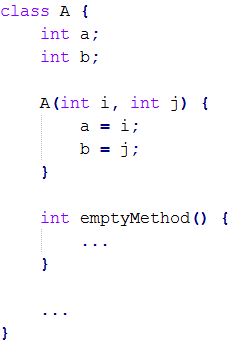 class A {
    int a;
    int b;

    A(int i, int j) {
        a = i;
        b = j;
    }

    int emptyMethod() {
        ...
    }

    ...
}